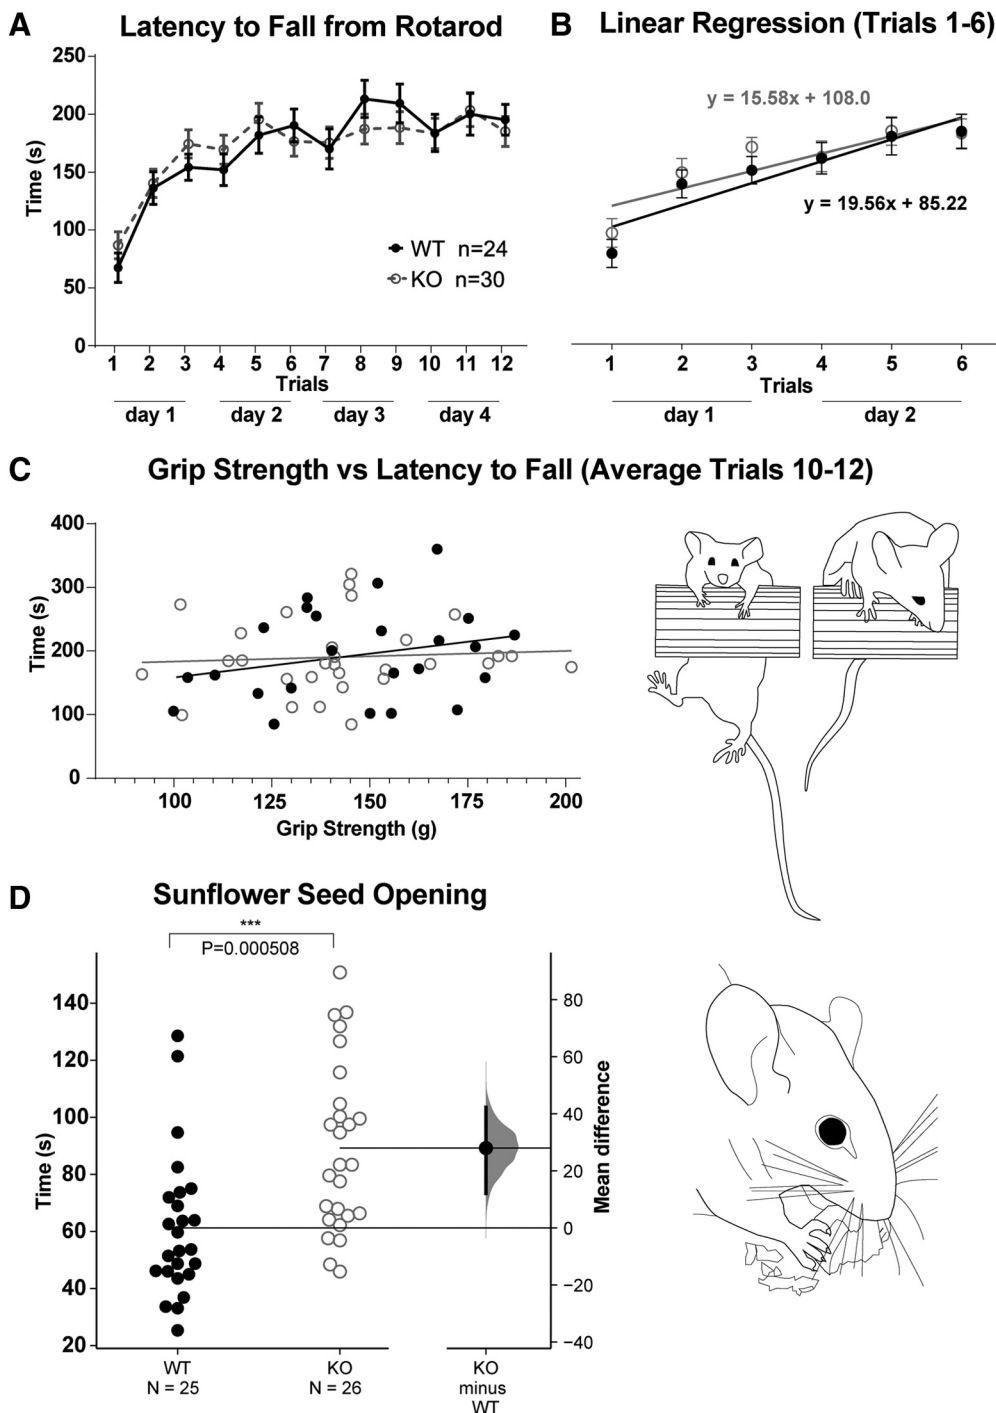 A Latency to Fall from Rotarod
250
200
150
100
50
0
Time (s)
WT n=24
KO n=30
1 2 3 4 5 6 7 8 9 10 11 12
Trials
day 1 day 2 day 3 day 4
B Linear Regression (Trials 1-6)
y = 15.58x + 108.0
y = 19.56x + 85.22
1 2 3 4 5 6
Trials
day 1 day 2
C Grip Strength vs Latency to Fall (Average Trials 10-12)
400
300
200
100
0
Time (s)
100 125 150 175 200
Grip Strength (g)
D Sunflower Seed Opening
***
P=0.000508
140
120
100
80
60
40
20
Time (s)
80
60
40
20
0
−20
−40
Mean difference
WT
N = 25
KO
N = 26
KO
minus
WT